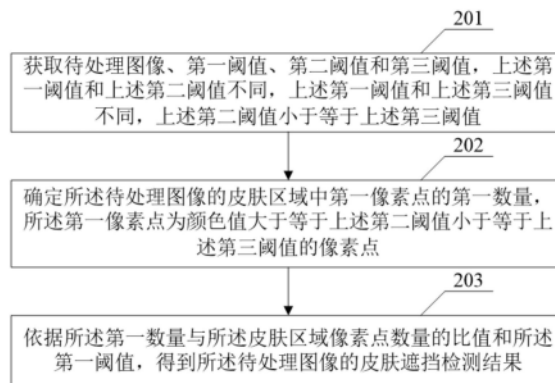 201
获取待处理图像、第一阈值、第二阈值和第三阈值，上述第
一阈值和上述第二阈值不同，上述第一阈值和上述第三阈值
不同，上述第二阈值小于等于上述第三阈值
202
确定所述待处理图像的皮肤区域中第一像素点的第一数量，
所述第一像素点为颜色值大于等于上述第二阈值小于等于上
述第三阈值的像素点
203
依据所述第一数量与所述皮肤区域像素点数量的比值和所述
第一阈值，得到所述待处理图像的皮肤遮挡检测结果